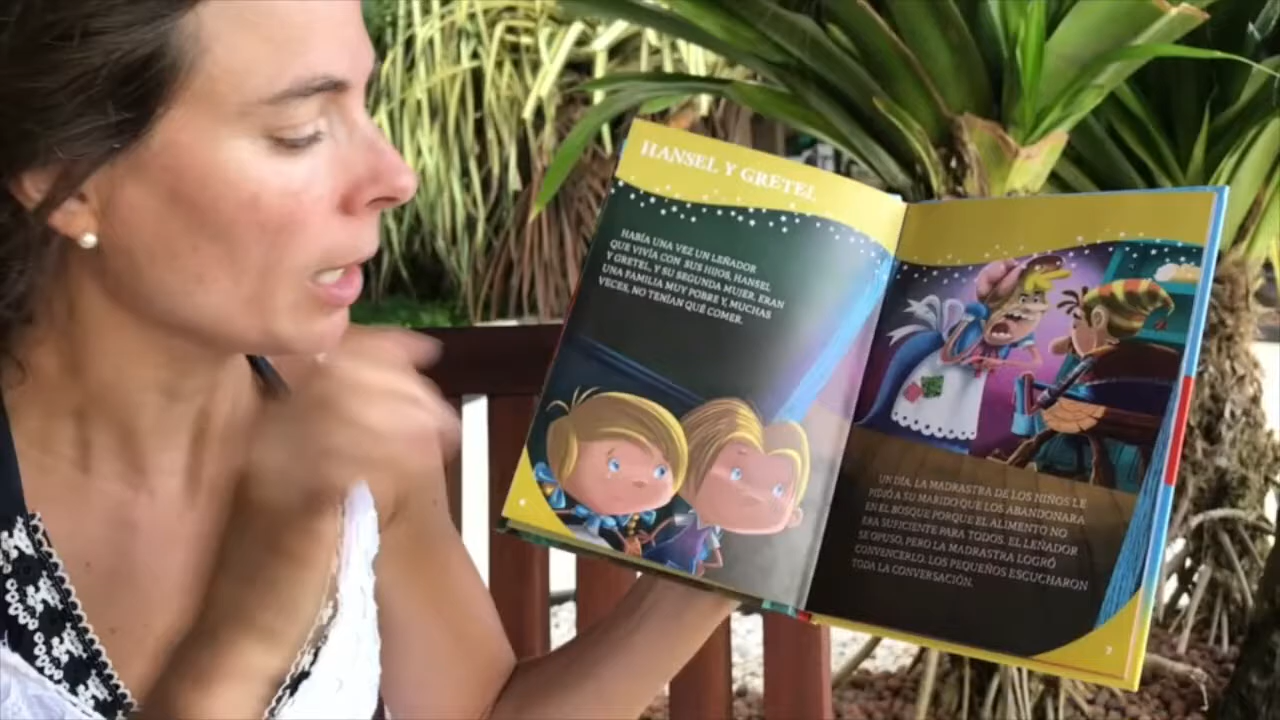 HANSEL Y GRETEL
HABÍA UNA VEZ UN LEÑADOR
QUE VIVÍA CON SUS HIJOS, HANSEL
Y GRETEL, Y SU SEGUNDA MUJER. ERAN
UNA FAMILIA MUY POBRE Y, MUCHAS
VECES, NO TENÍAN QUÉ COMER.
6
UN DÍA, LA MADRASTRA DE LOS NIÑOS LE
PIDIÓ A SU MARIDO QUE LOS ABANDONARA
EN EL BOSQUE PORQUE EL ALIMENTO NO
ERA SUFICIENTE PARA TODOS. EL LEÑADOR
SE OPUSO, PERO LA MADRASTRA LOGRÓ
CONVENCERLO. LOS PEQUEÑOS ESCUCHARON
TODA LA CONVERSACIÓN.
7